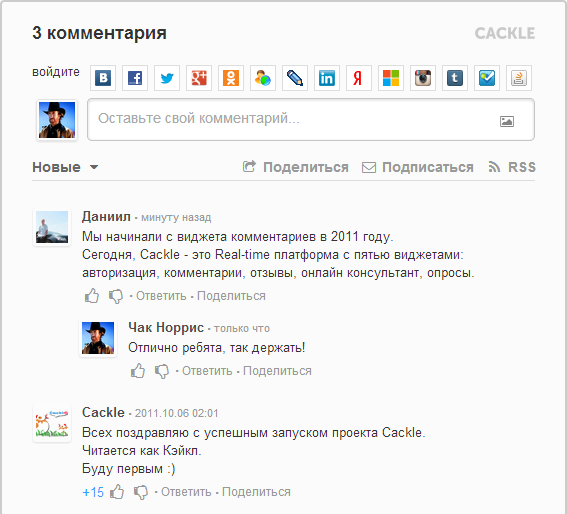 3 комментария
CACKLE
войдите
Оставьте свой комментарий...
Новые
Поделиться
Подписаться
RSS
Даниил - минуту назад
Мы начинали с виджета комментариев в 2011 году.
Сегодня, Cackle - это Real-time платформа с пятью виджетами:
авторизация, комментарии, отзывы, онлайн консультант, опросы.
• Ответить • Поделиться
Чак Норрис - только что
Отлично ребята, так держать!
• Ответить • Поделиться
Cackle - 2011.10.06 02:01
Всех поздравляю с успешным запуском проекта Cackle.
Читается как Кэйкл.
Буду первым :)
+15 • Ответить • Поделиться